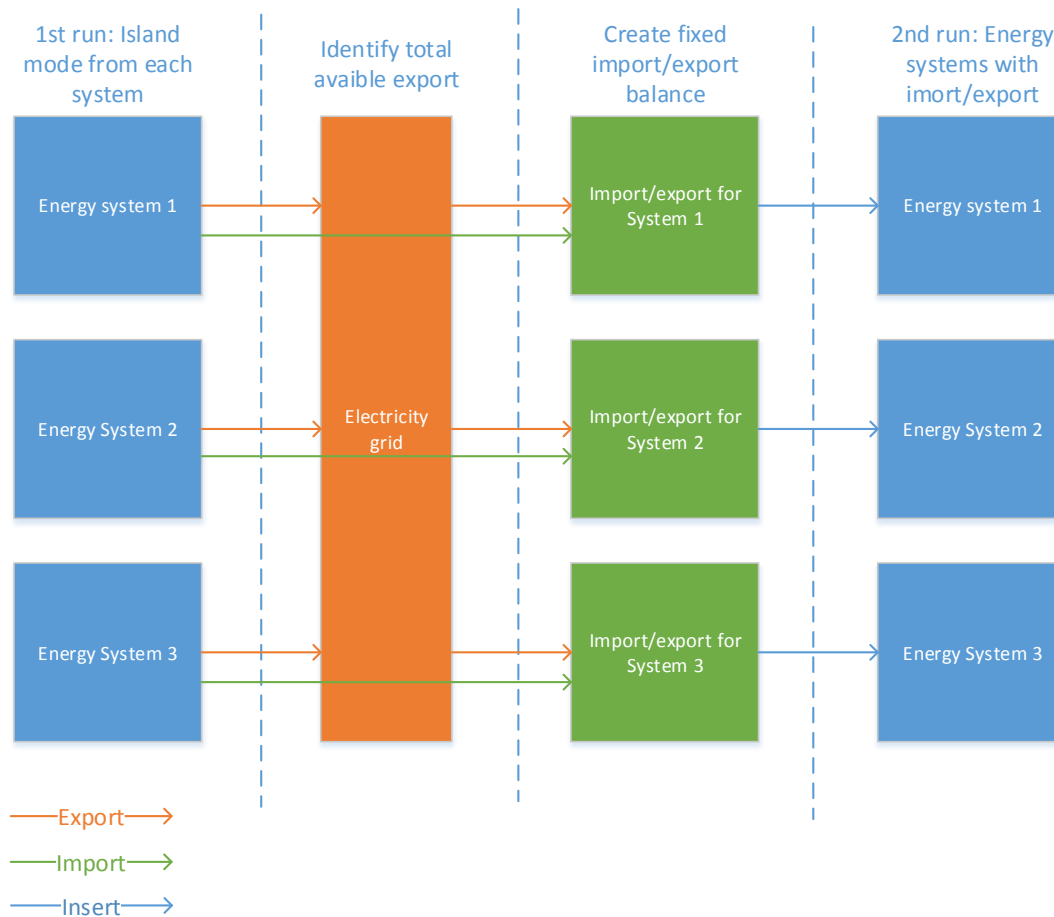 1st run: Island
mode from each
system
Identify total
avaible export
Create fixed
import/export
balance
2nd run: Energy
systems with
imort/export
Energy system 1
Import/export for
System 1
Energy system 1
Energy System 2
Electricity
grid
Import/export for
System 2
Energy System 2
Energy System 3
Import/export for
System 3
Energy System 3
Export
Import
Insert